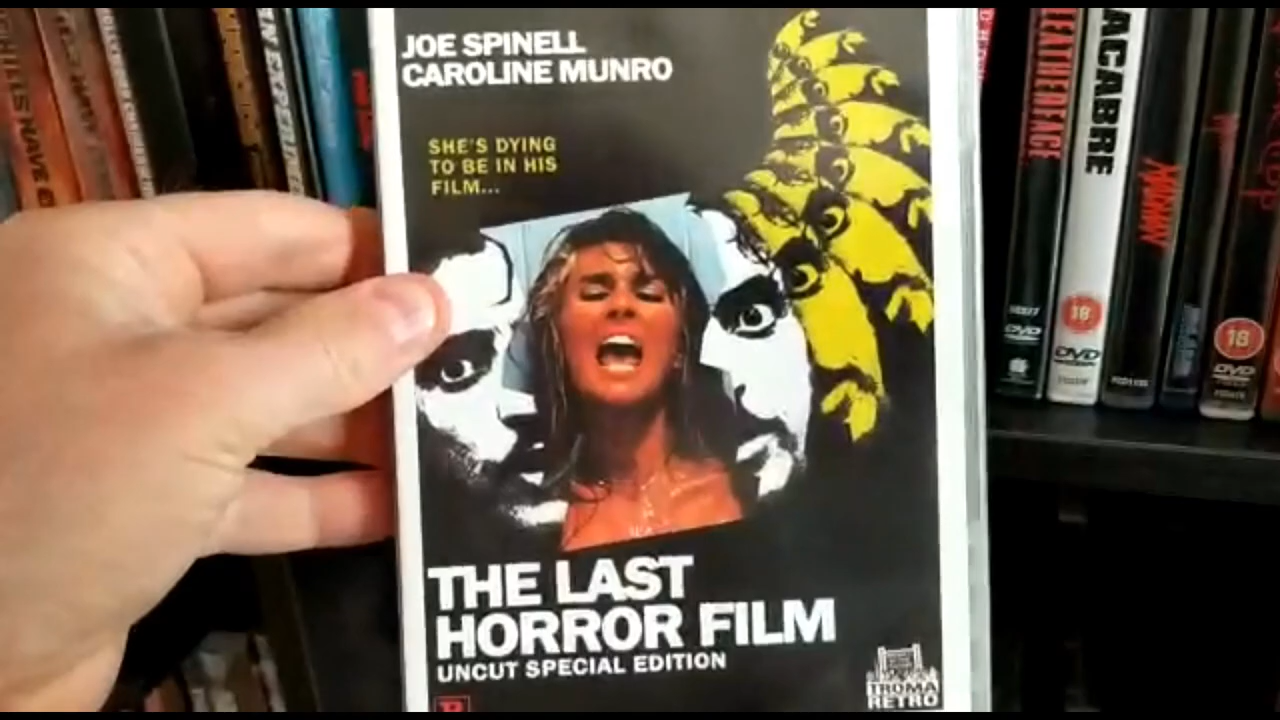 JOE SPINELL
CAROLINE MUNRO
SHE'S DYING
TO BE IN HIS
FILM...
THE LAST
HORROR FILM
UNCUT SPECIAL EDITION
TROMA
RETRO
R
LEATHERFACE
MACABRE
18
DVD
MANIAC
18
DVD
DVD